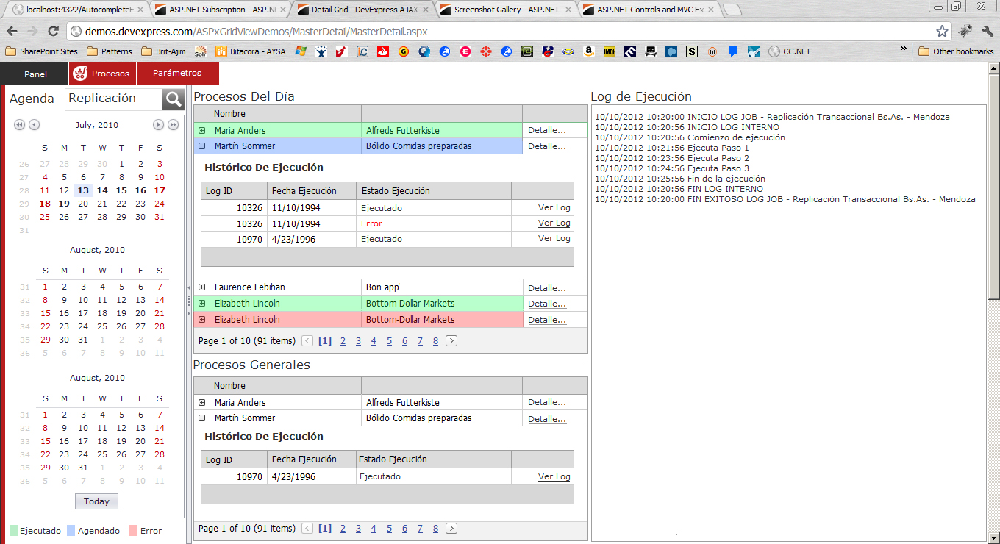 localhost:4322/AutocompleteF
ASP.NET Subscription - ASP.NE
Detail Grid - DevExpress AJAX
Screenshot Gallery - ASP.NET
ASP.NET Controls and MVC Ex
demos.devexpress.com/ASPxGridViewDemos/MasterDetail/MasterDetail.aspx
SharePoint Sites Patterns Brit-Ajim Solr Bitacora - AYSA IMDb CC.NET » Other bookmarks
Panel Procesos Parámetros
Agenda - Replicación
July, 2010
S M T W T F S
26 27 28 29 30 1 2 3
27 4 5 6 7 8 9 10
28 11 12 13 14 15 16 17
29 18 19 20 21 22 23 24
30 25 26 27 28 29 30 31
31
August, 2010
S M T W T F S
31 1 2 3 4 5 6 7
32 8 9 10 11 12 13 14
33 15 16 17 18 19 20 21
34 22 23 24 25 26 27 28
35 29 30 31 1 2 3 4
36 5 6 7 8 9 10 11
August, 2010
S M T W T F S
31 1 2 3 4 5 6 7
32 8 9 10 11 12 13 14
33 15 16 17 18 19 20 21
34 22 23 24 25 26 27 28
35 29 30 31 1 2 3 4
36 5 6 7 8 9 10 11
Today
Ejecutado Agendado Error
Procesos Del Día
Nombre
Maria Anders Alfreds Futterkiste Detalle...
Martín Sommer Bólido Comidas preparadas Detalle...
Histórico De Ejecución
Log ID Fecha Ejecución Estado Ejecución
10326 11/10/1994 Ejecutado Ver Log
10326 11/10/1994 Error Ver Log
10970 4/23/1996 Ejecutado Ver Log
Laurence Lebihan Bon app Detalle...
Elizabeth Lincoln Bottom-Dollar Markets Detalle...
Elizabeth Lincoln Bottom-Dollar Markets Detalle...
Page 1 of 10 (91 items) < [1] 2 3 4 5 6 7 8 >
Procesos Generales
Nombre
Maria Anders Alfreds Futterkiste Detalle...
Martín Sommer Bólido Comidas preparadas Detalle...
Histórico De Ejecución
Log ID Fecha Ejecución Estado Ejecución
10970 4/23/1996 Ejecutado Ver Log
Page 1 of 10 (91 items) < [1] 2 3 4 5 6 7 8 >
Log de Ejecución
10/10/2012 10:20:00 INICIO LOG JOB - Replicación Transaccional Bs.As. - Mendoza
10/10/2012 10:20:56 INICIO LOG INTERNO
10/10/2012 10:20:56 Comienzo de ejecución
10/10/2012 10:21:56 Ejecuta Paso 1
10/10/2012 10:23:56 Ejecuta Paso 2
10/10/2012 10:24:56 Ejecuta Paso 3
10/10/2012 10:25:56 Fin de la ejecución
10/10/2012 10:20:56 FIN LOG INTERNO
10/10/2012 10:20:00 FIN EXITOSO LOG JOB - Replicación Transaccional Bs.As. - Mendoza